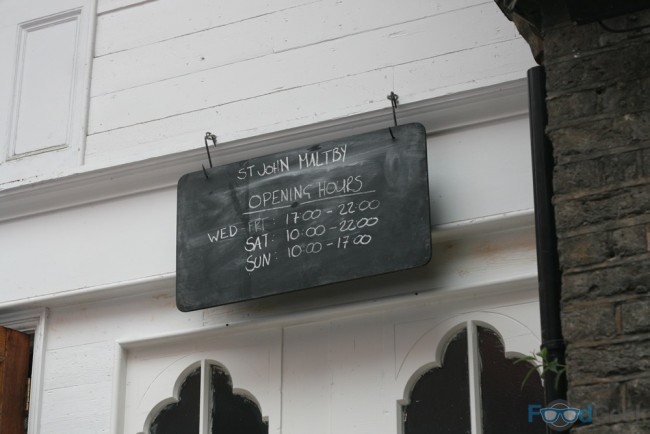 ST JOHN MALTBY
OPENING HOURS
WED - FRI : 17:00 - 22:00
SAT : 10:00 - 22:00
SUN : 10:00 - 17:00